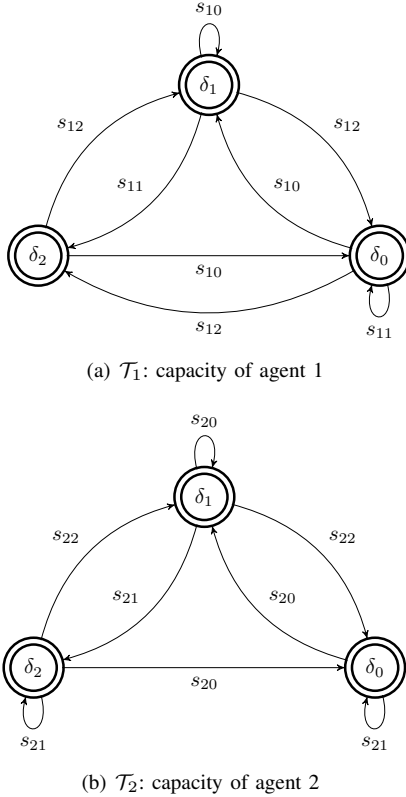 s₁₀
δ₁
s₁₂ s₁₂
s₁₁ s₁₀
δ₂ δ₀
s₁₀
s₁₂ s₁₁
(a) 𝒯₁: capacity of agent 1
s₂₀
δ₁
s₂₂ s₂₂
s₂₁ s₂₀
δ₂ δ₀
s₂₀
s₂₁ s₂₁
(b) 𝒯₂: capacity of agent 2